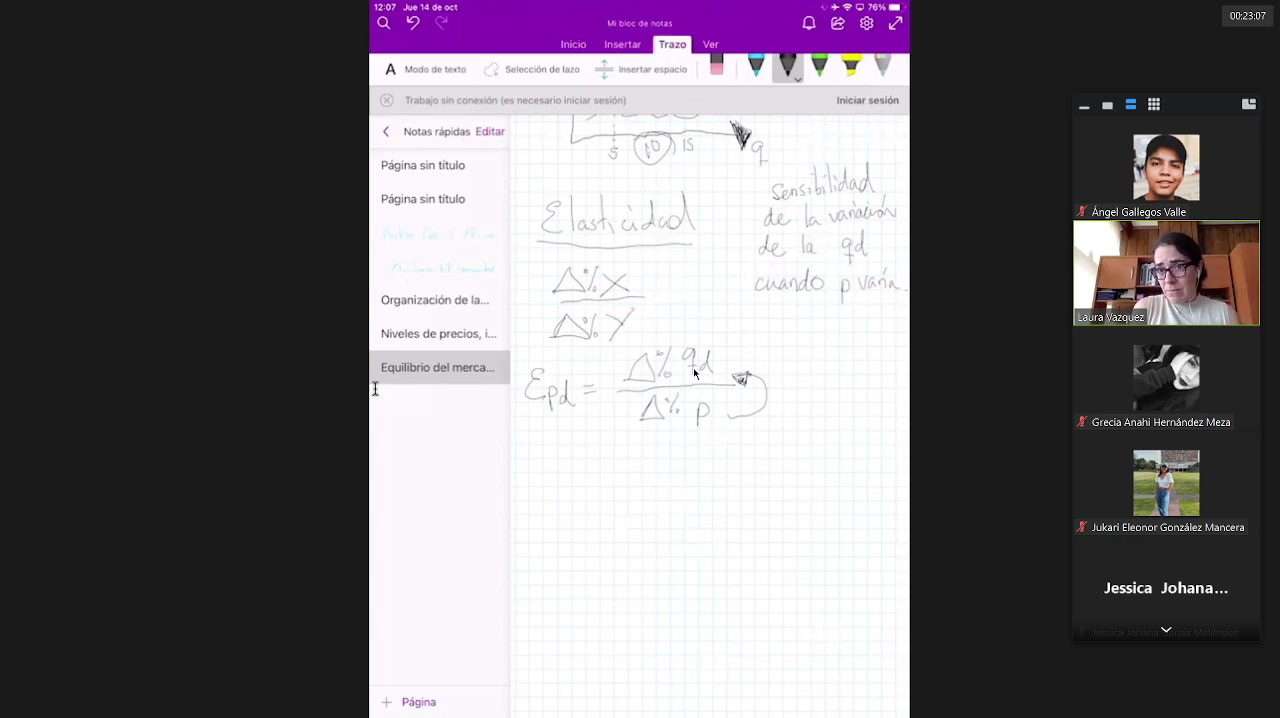 00:23:07
12:07 Jue 14 de oct
76%
Mi bloc de notas
Inicio Insertar Trazo Ver
A Modo de texto Selección de lazo Insertar espacio
Trabajo sin conexión (es necesario iniciar sesión) Iniciar sesión
Notas rápidas Editar
Página sin título
Página sin título
Organización de la...
Niveles de precios, i...
Equilibrio del merca...
+ Página
5 10 15 q
Elasticidad
Δ% X
Δ% Y
Sensibilidad
de la variación
de la qd
cuando p varía.
Epd = Δ% qd
Δ% p
Ángel Gallegos Valle
Laura Vazquez
Grecia Anahi Hernández Meza
Jukari Eleonor González Mancera
Jessica Johana...
Jessica Johana García Meléndez